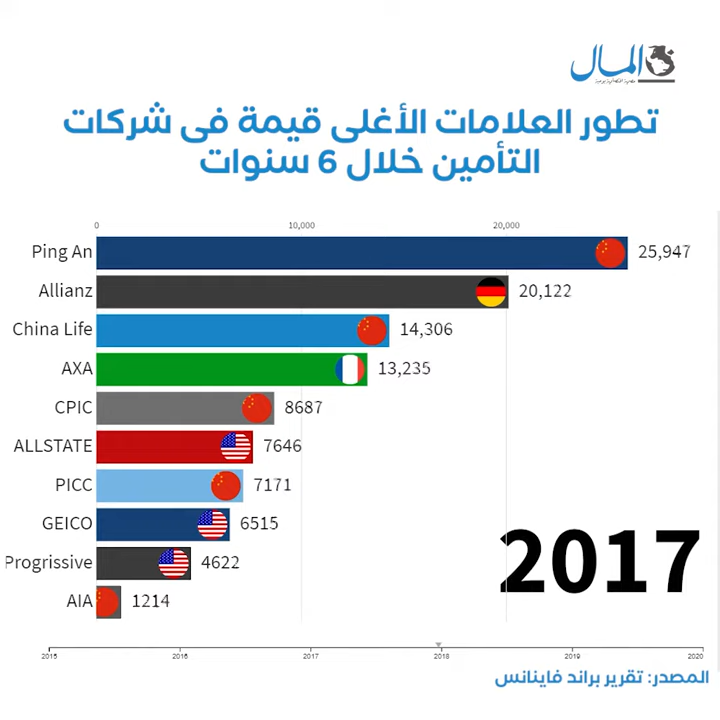 المال
تطور العلامات الأغلى قيمة فى شركات
التأمين خلال 6 سنوات
0 10,000 20,000
Ping An 25,947
Allianz 20,122
China Life 14,306
AXA 13,235
CPIC 8687
ALLSTATE 7646
PICC 7171
GEICO 6515
Progrissive 4622
AIA 1214
2017
2015 2016 2017 2018 2019 2020
المصدر: تقرير براند فاينانس